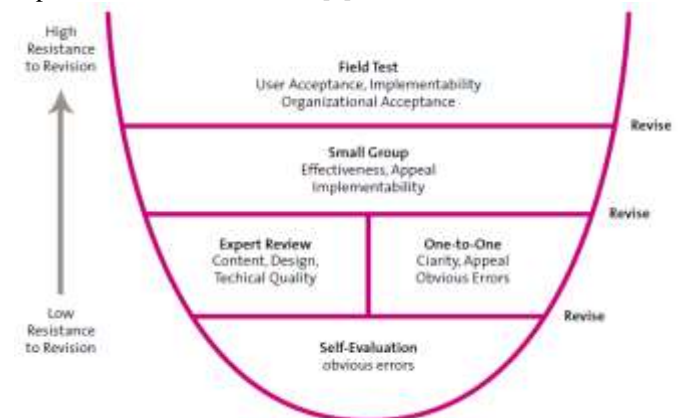 High
Resistance
to Revision
Field Test
User Acceptance, Implementability
Organizational Acceptance
Revise
Small Group
Effectiveness, Appeal
Implementability
Revise
Expert Review
Content, Design,
Techical Quality
One-to-One
Clarity, Appeal
Obvious Errors
Low
Resistance
to Revision
Revise
Self-Evaluation
obvious errors